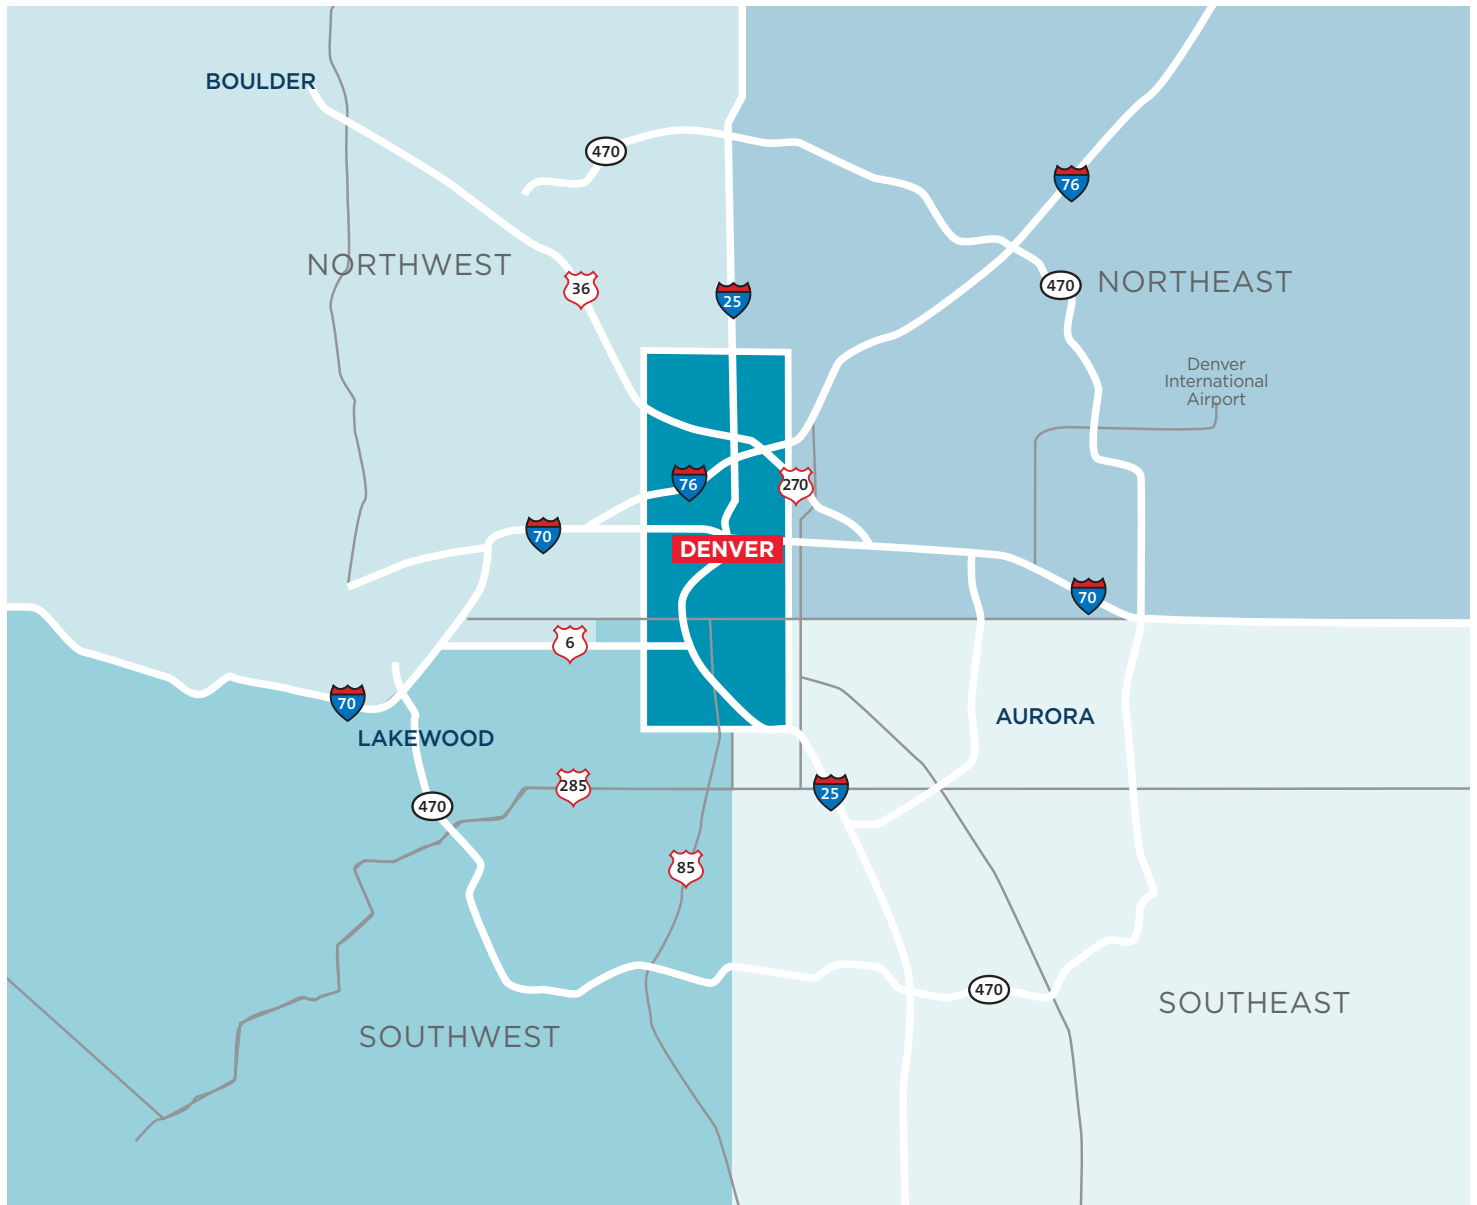 BOULDER
470
76
NORTHWEST
36
25
470
NORTHEAST
Denver
International
Airport
76
270
70
DENVER
70
6
70
LAKEWOOD
AURORA
285
25
470
85
470
SOUTHEAST
SOUTHWEST